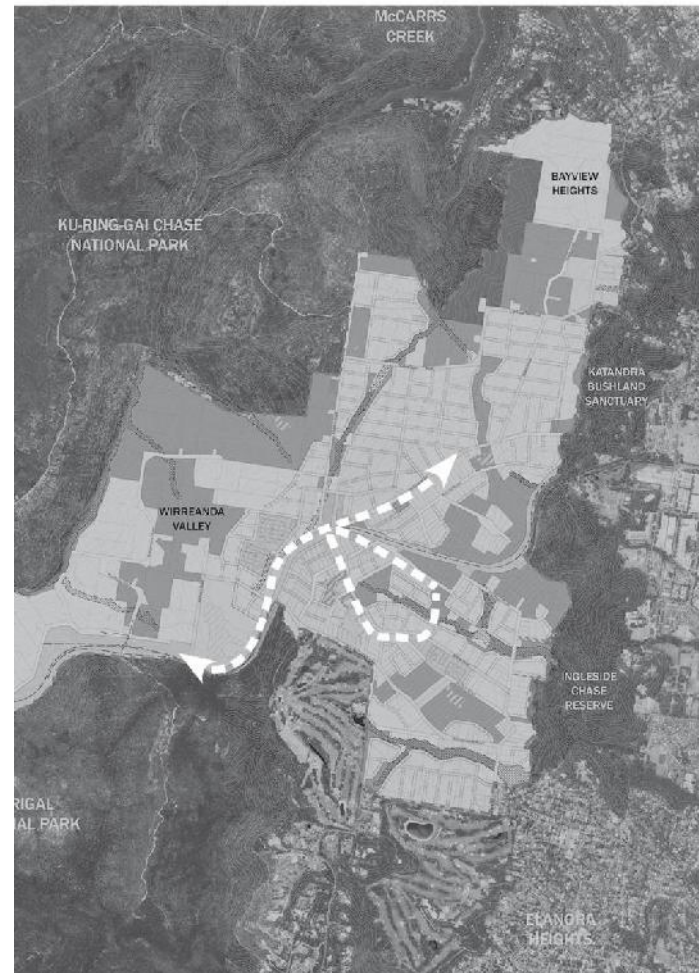 McCARRS
CREEK
BAYVIEW
HEIGHTS
KU-RING-GAI CHASE
NATIONAL PARK
KATANDRA
BUSHLAND
SANCTUARY
WIRREANDA
VALLEY
INGLESIDE
CHASE
RESERVE
RIGAL
NAL PARK
ELANORA
HEIGHTS